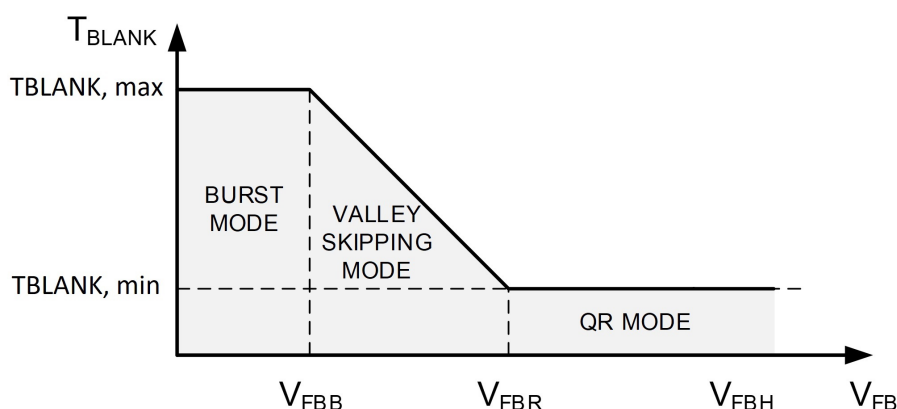 TBLANK
TBLANK, max
BURST
MODE
VALLEY
SKIPPING
MODE
TBLANK, min
QR MODE
VFBB
VFBR
VFBH
VFB